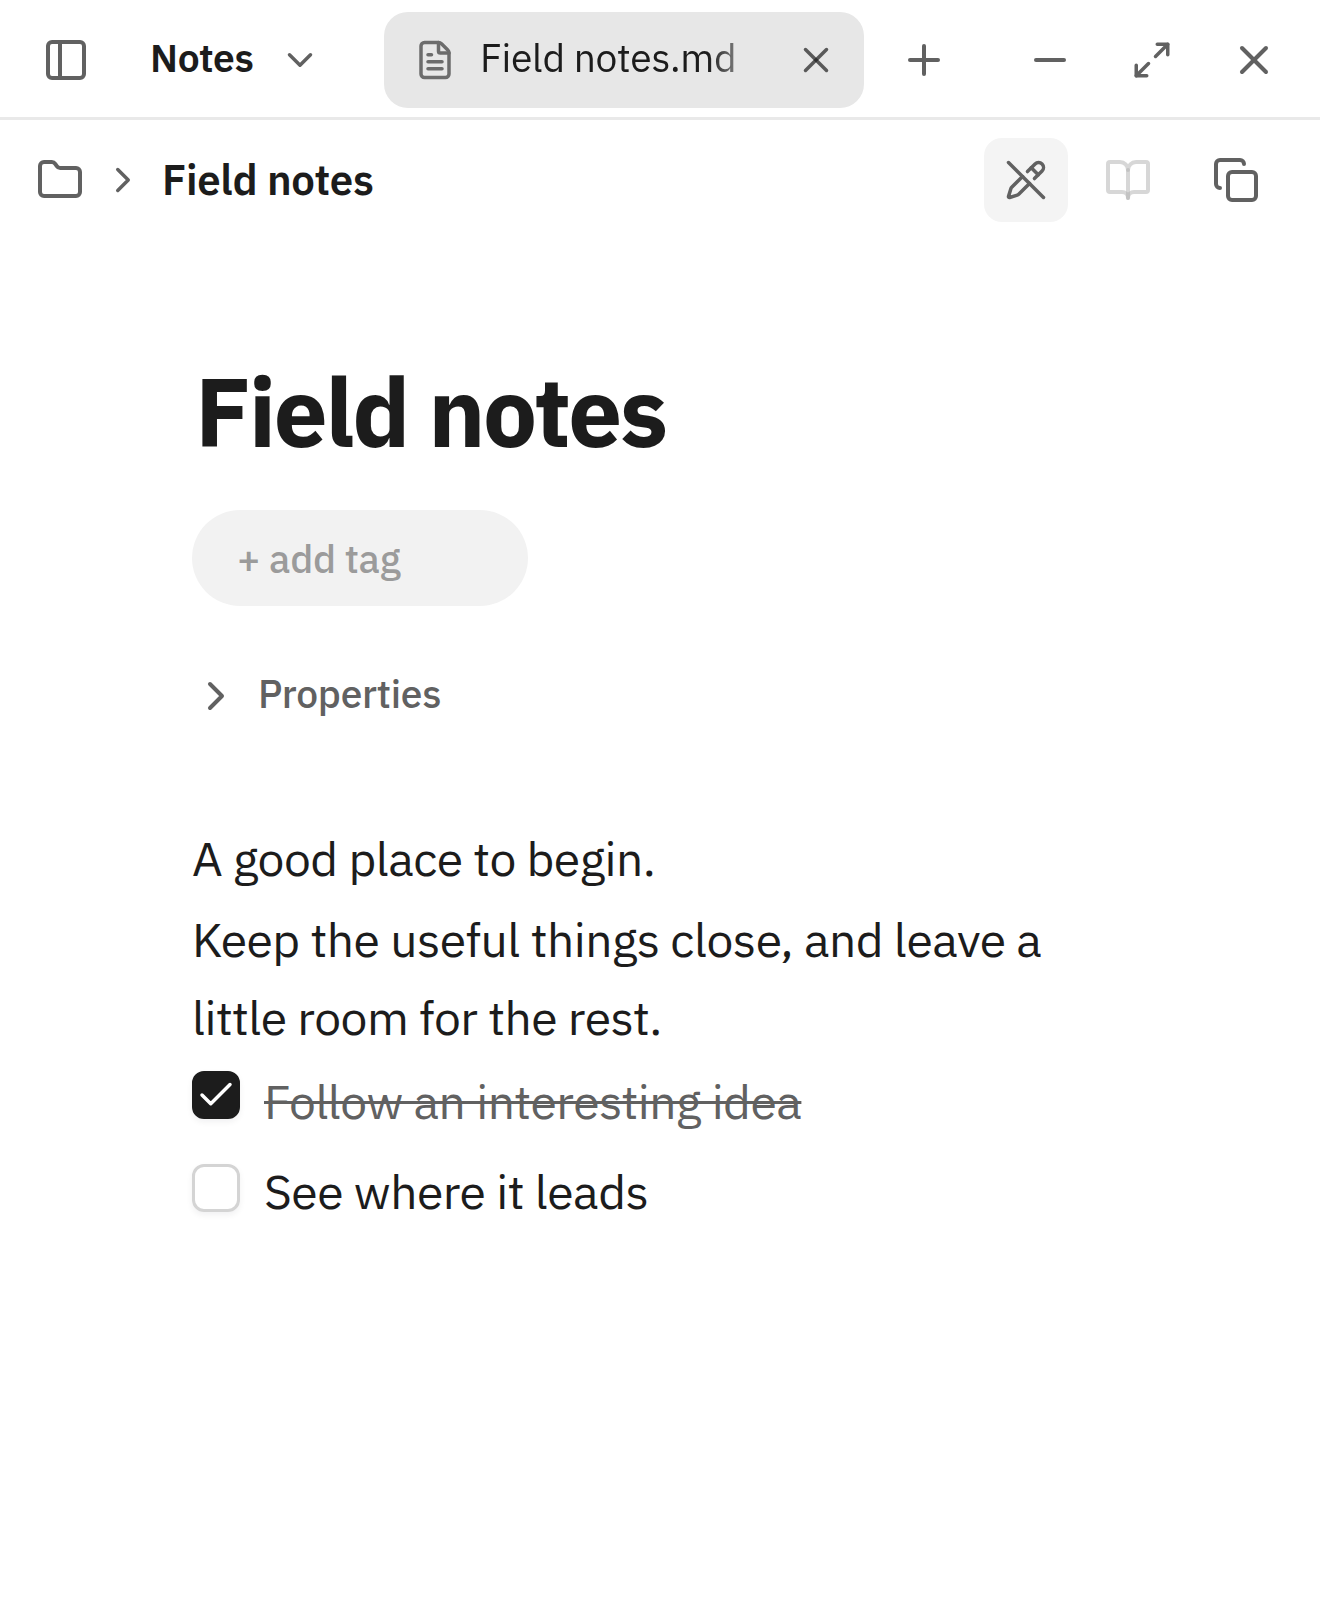 Notes
Field notes.md
Field notes
Field notes
+ add tag
Properties
A good place to begin.
Keep the useful things close, and leave a
little room for the rest.
Follow an interesting idea
See where it leads